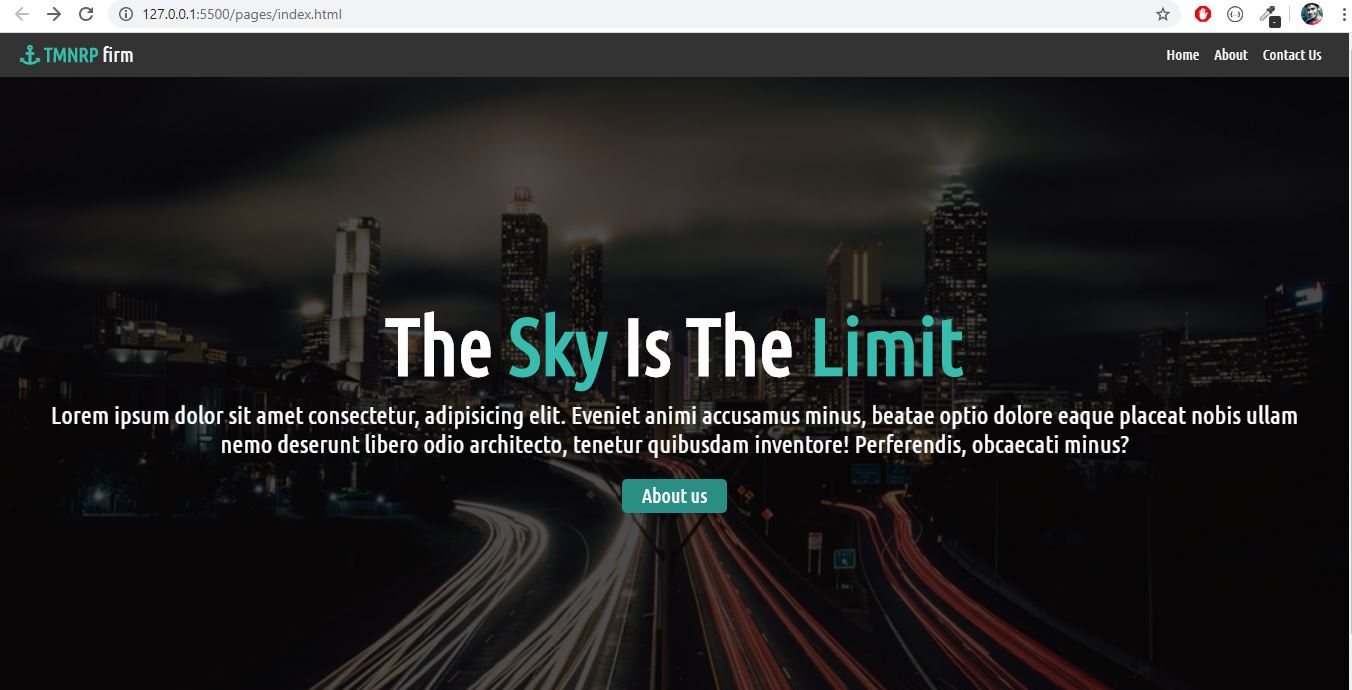 127.0.0.1:5500/pages/index.html
TMNRP firm
Home About Contact Us
The Sky Is The Limit
Lorem ipsum dolor sit amet consectetur, adipisicing elit. Eveniet animi accusamus minus, beatae optio dolore eaque placeat nobis ullam
nemo deserunt libero odio architecto, tenetur quibusdam inventore! Perferendis, obcaecati minus?
About us